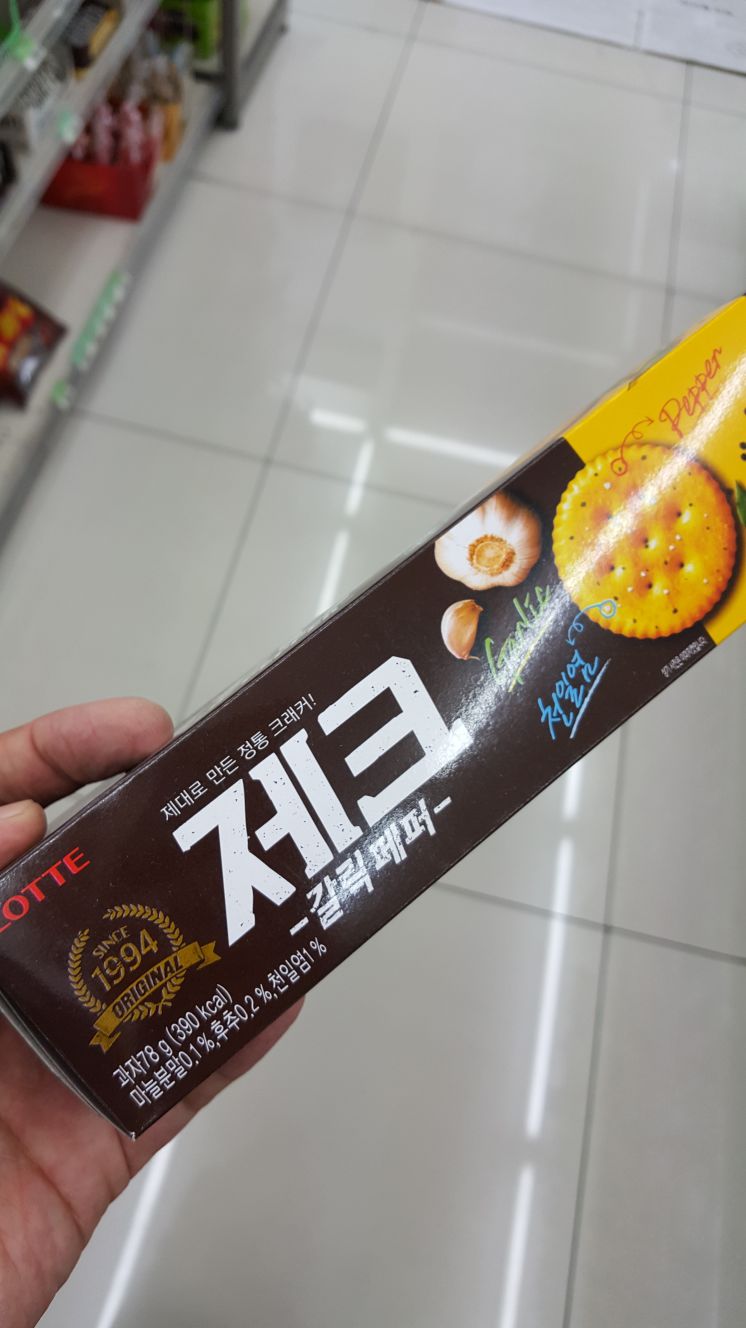 LOTTE
SINCE
1994
ORIGINAL
제대로 만든 정통 크래커!
제크
-갈릭페퍼-
과자78 g (390 kcal)
마늘분말0.1%,후추0.2%,천일염1%
Garlic
천일염
Pepper